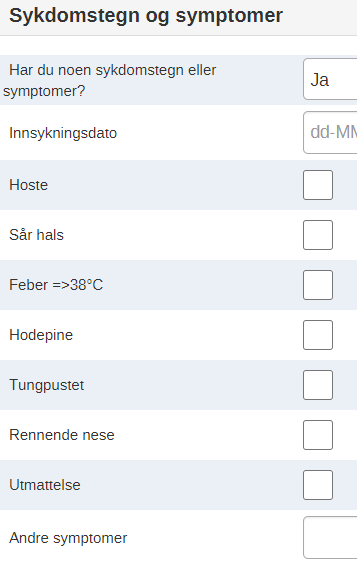 Sykdomstegn og symptomer
Har du noen sykdomstegn eller
symptomer?
Ja
Innsykningsdato
dd-MM
Hoste
Sår hals
Feber =>38°C
Hodepine
Tungpustet
Rennende nese
Utmattelse
Andre symptomer